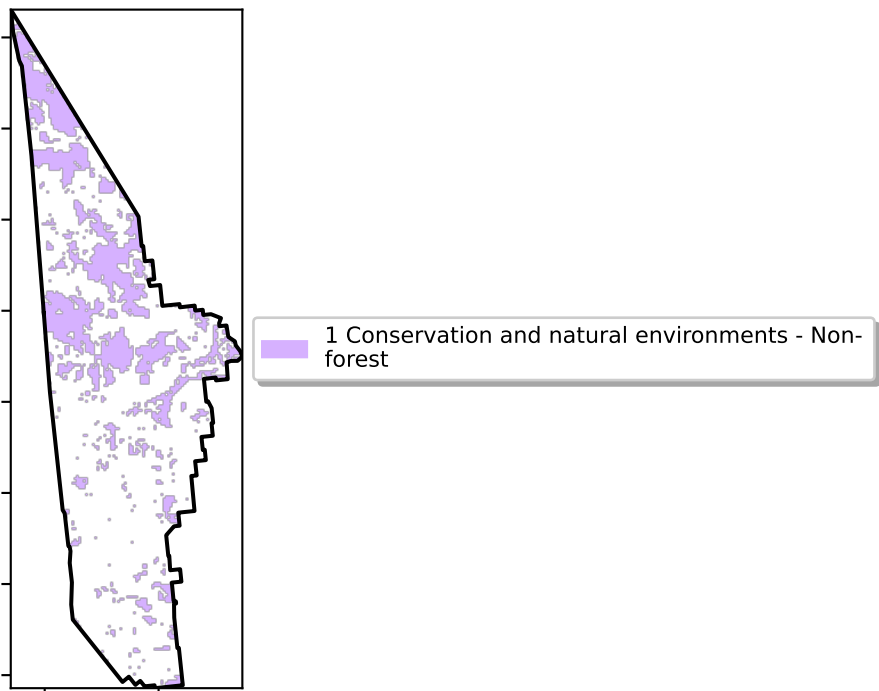 1 Conservation and natural environments - Non-
forest